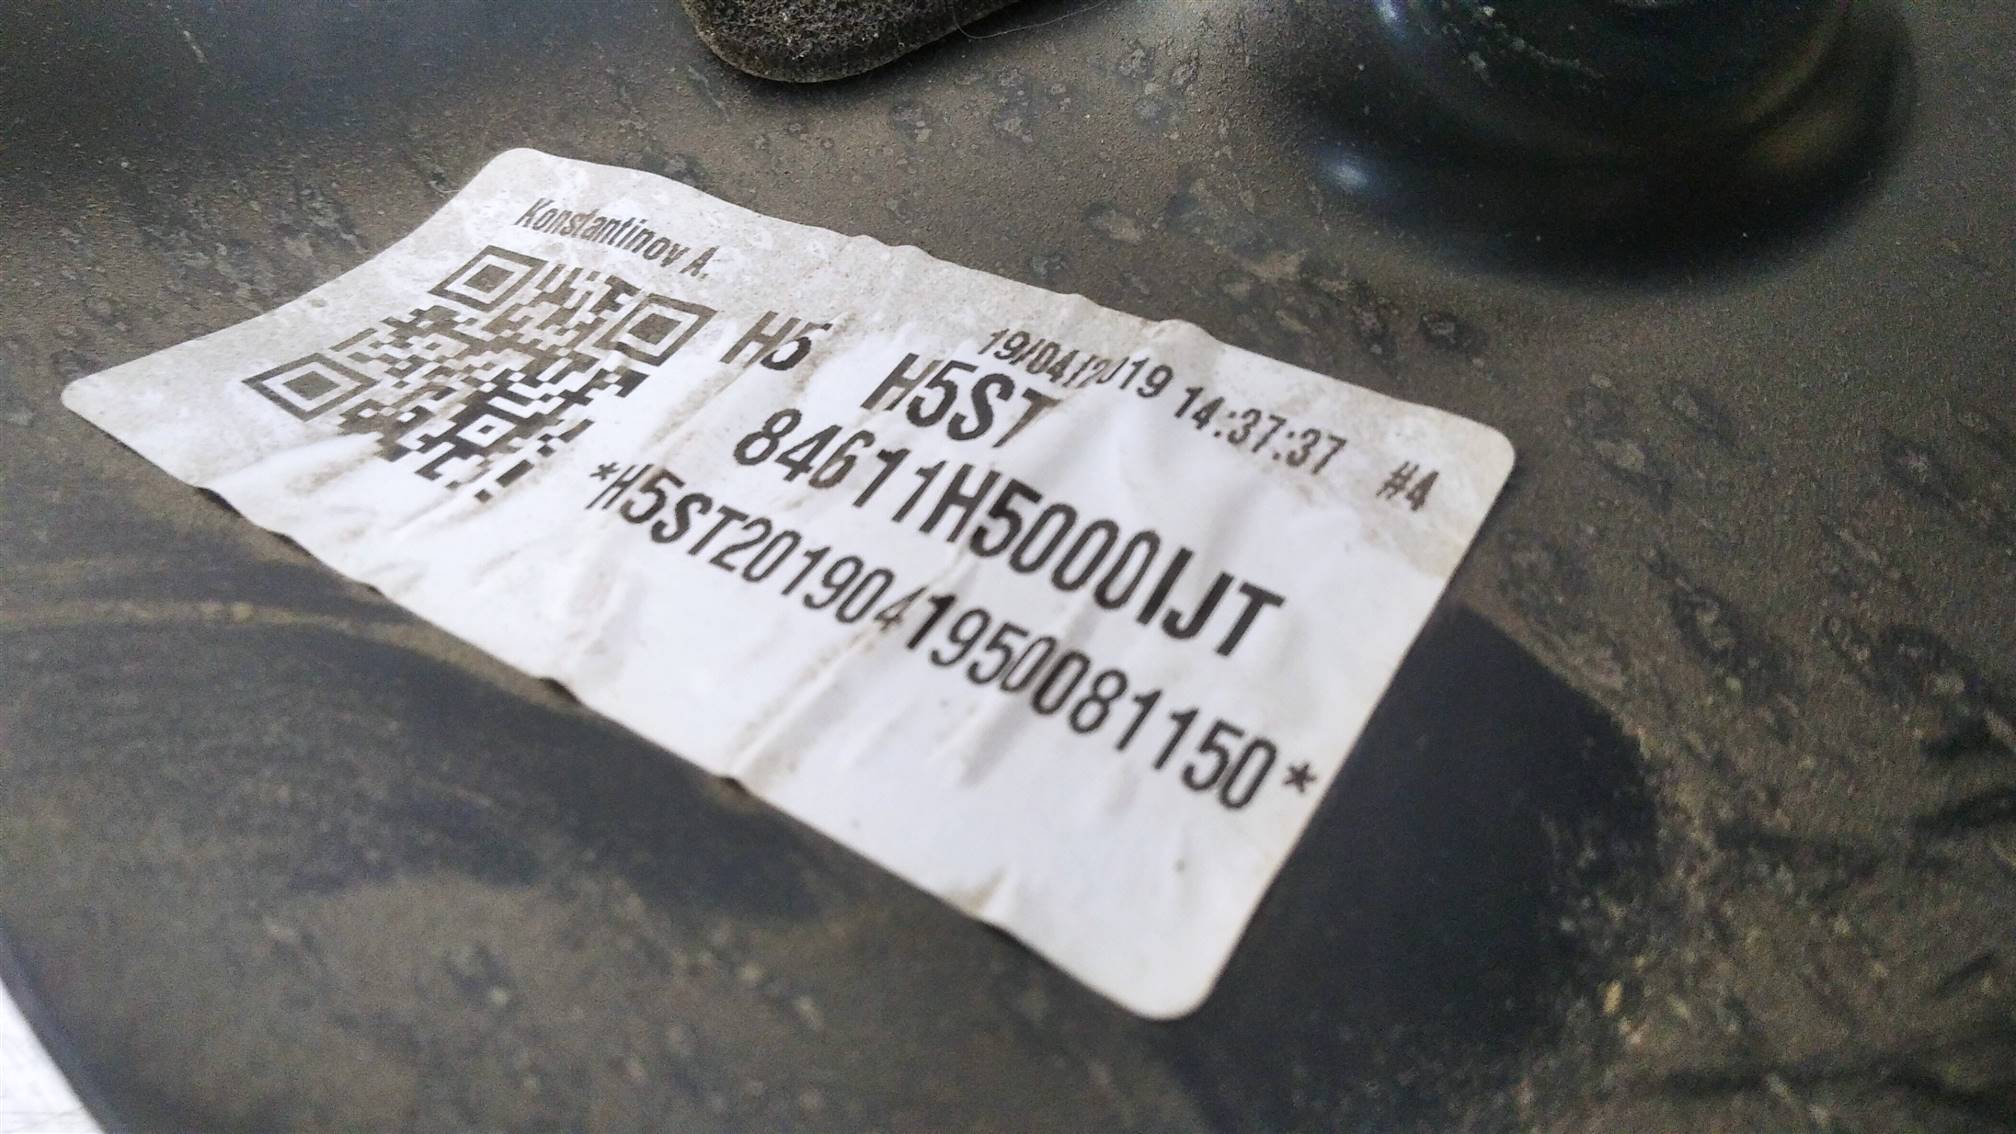 Konstantinov A.
19/04/2019 14:37:37 #4
H5 H5ST
84611H5000IJT
*H5ST2019041950081150*